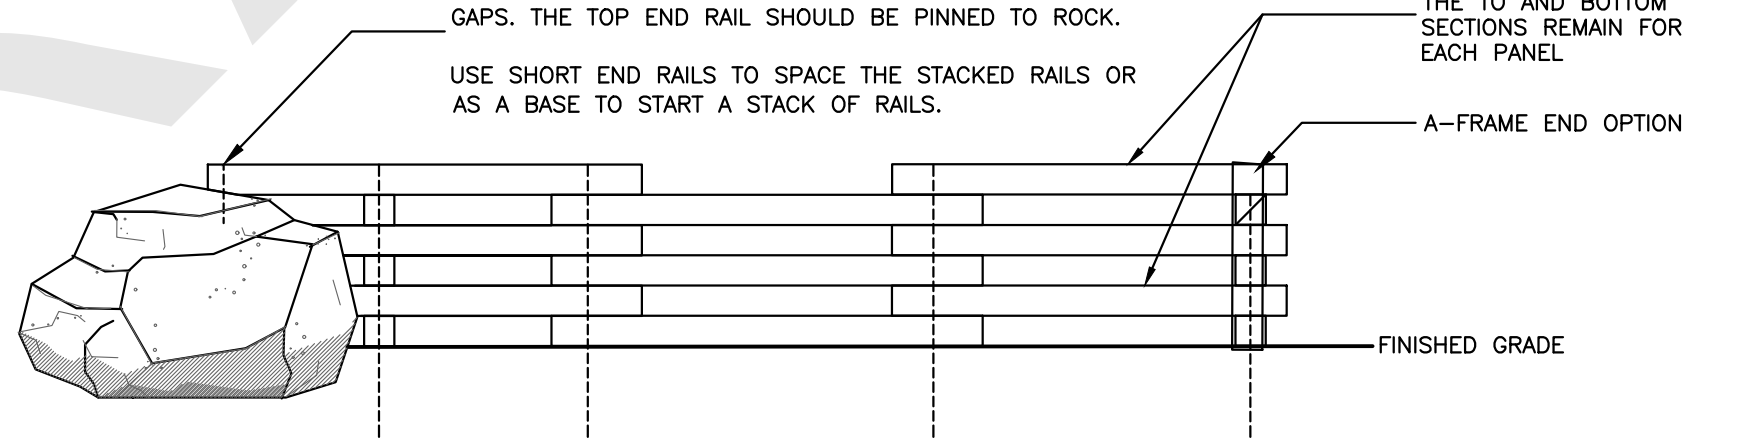 GAPS. THE TOP END RAIL SHOULD BE PINNED TO ROCK.
USE SHORT END RAILS TO SPACE THE STACKED RAILS OR
AS A BASE TO START A STACK OF RAILS.
THE TO AND BOTTOM
SECTIONS REMAIN FOR
EACH PANEL
A-FRAME END OPTION
FINISHED GRADE